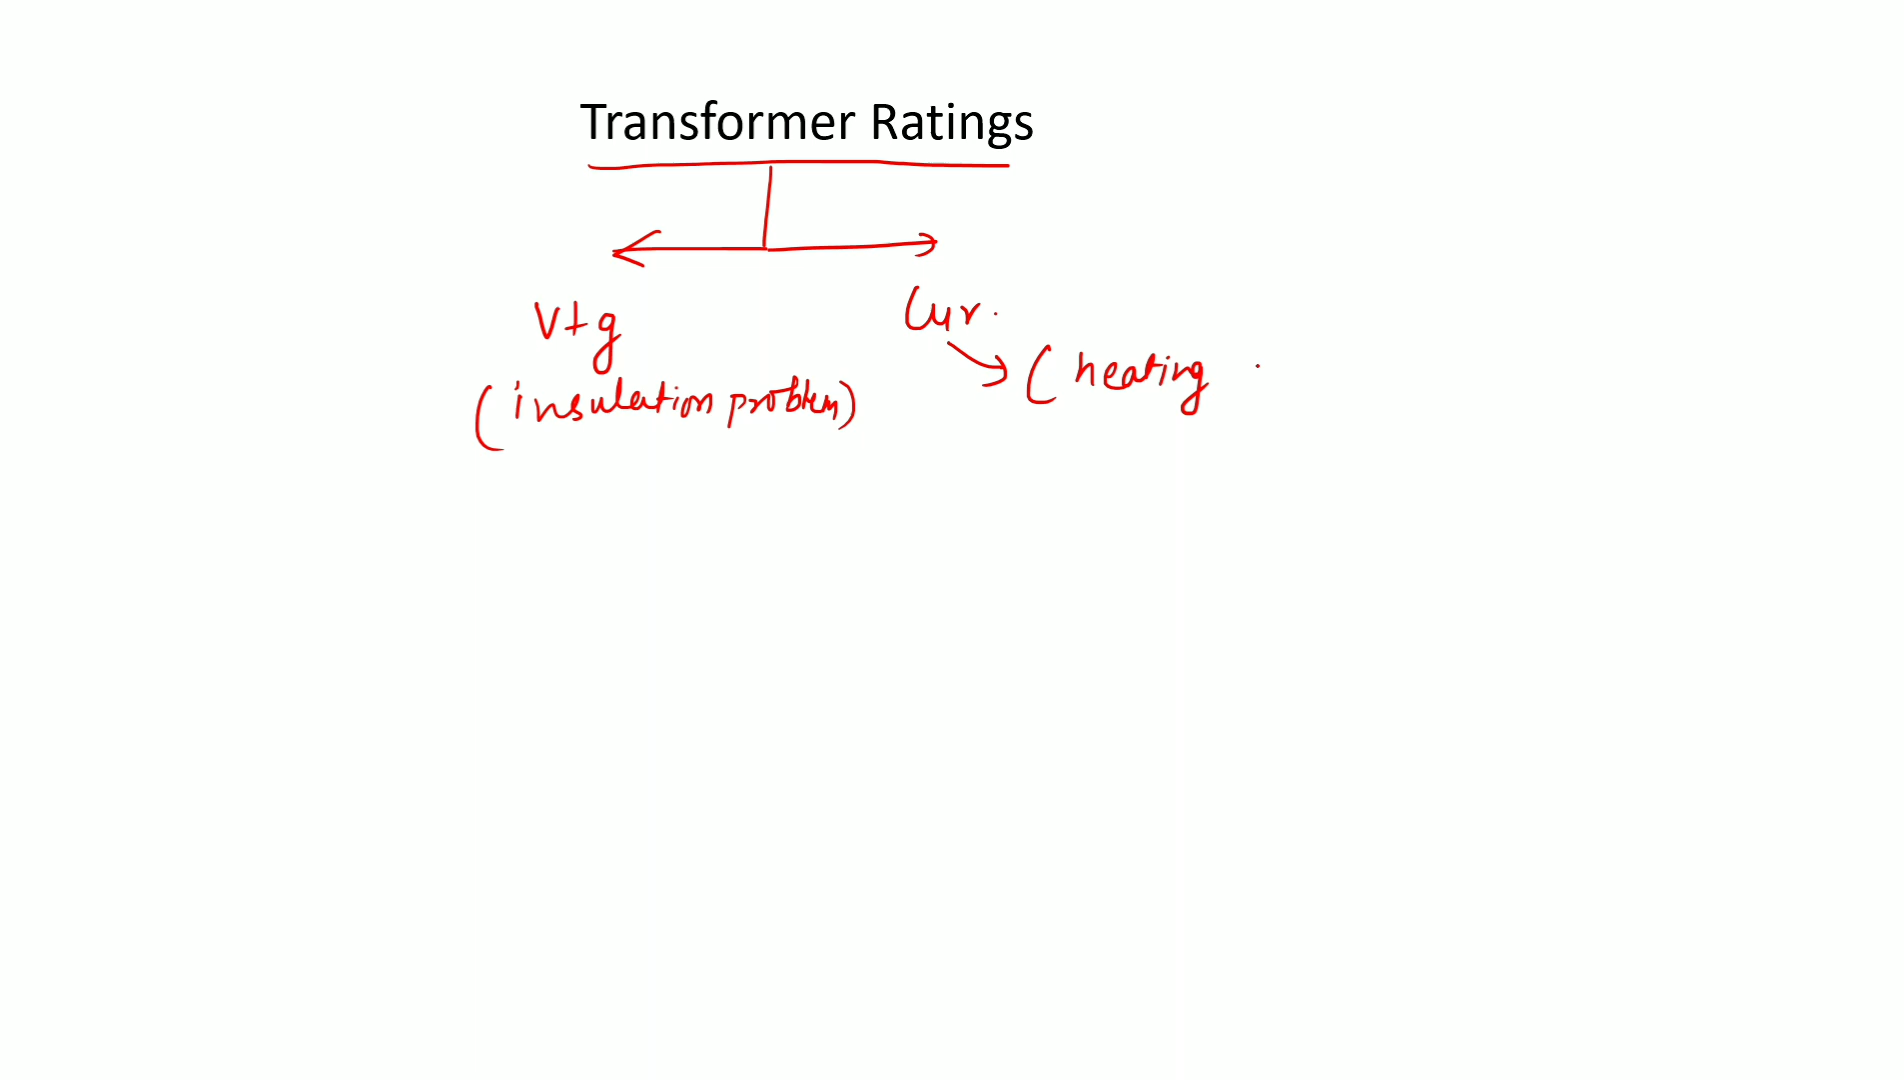 Transformer Ratings
Vtg
Cur.
(insulation problem)
(heating